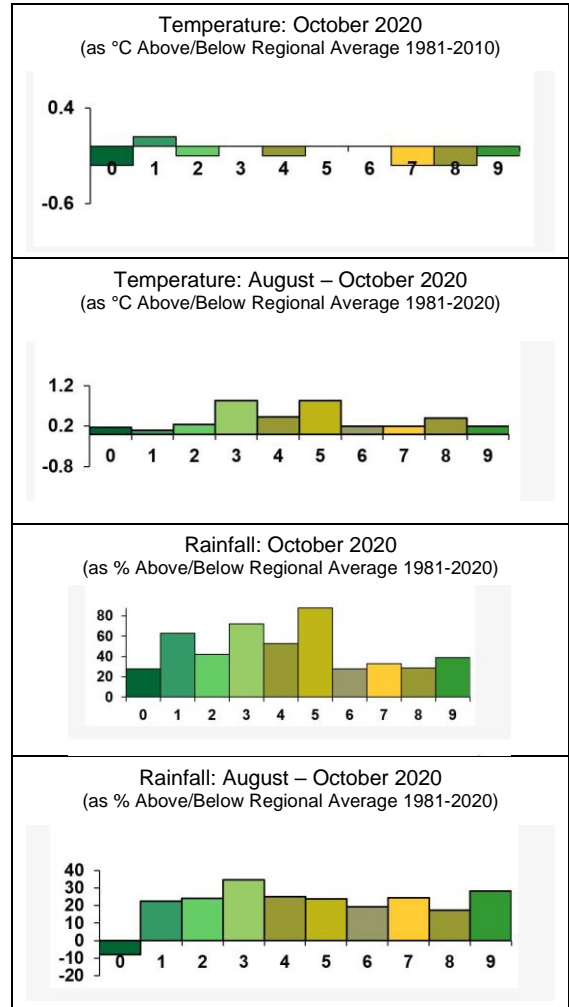 Temperature: October 2020
(as °C Above/Below Regional Average 1981-2010)
0.4
0 1 2 3 4 5 6 7 8 9
-0.6
Temperature: August – October 2020
(as °C Above/Below Regional Average 1981-2020)
1.2
0.2
-0.8
0 1 2 3 4 5 6 7 8 9
Rainfall: October 2020
(as % Above/Below Regional Average 1981-2020)
80
60
40
20
0
0 1 2 3 4 5 6 7 8 9
Rainfall: August – October 2020
(as % Above/Below Regional Average 1981-2020)
40
30
20
10
0
-10
-20
0 1 2 3 4 5 6 7 8 9